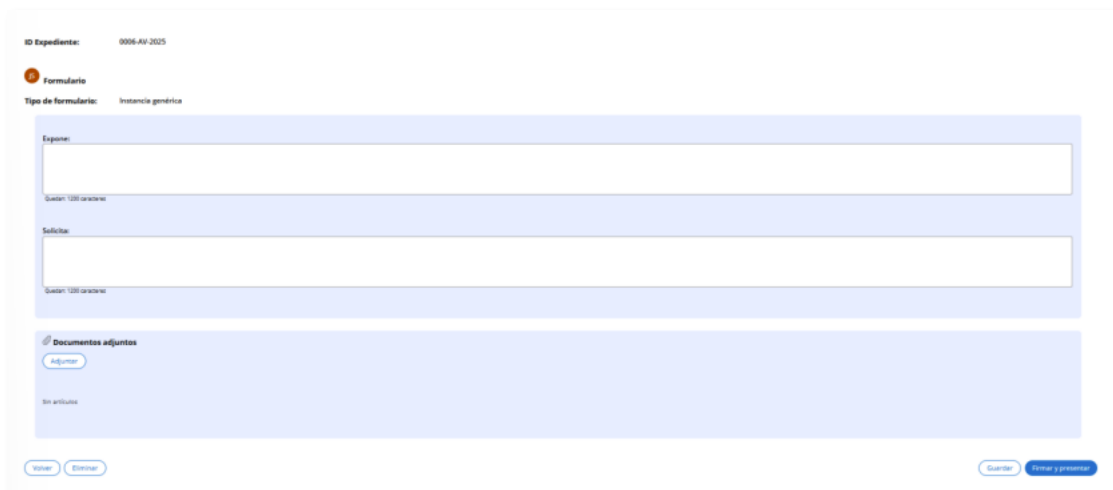 ID Expediente: 0006-AV-2025
Formulario
Tipo de formulario: Instancia genérica
Expone:
Quedan: 1200 caracteres
Solicita:
Quedan: 1200 caracteres
Documentos adjuntos
Adjuntar
Sin artículos
Volver Eliminar Guardar Firmar y presentar